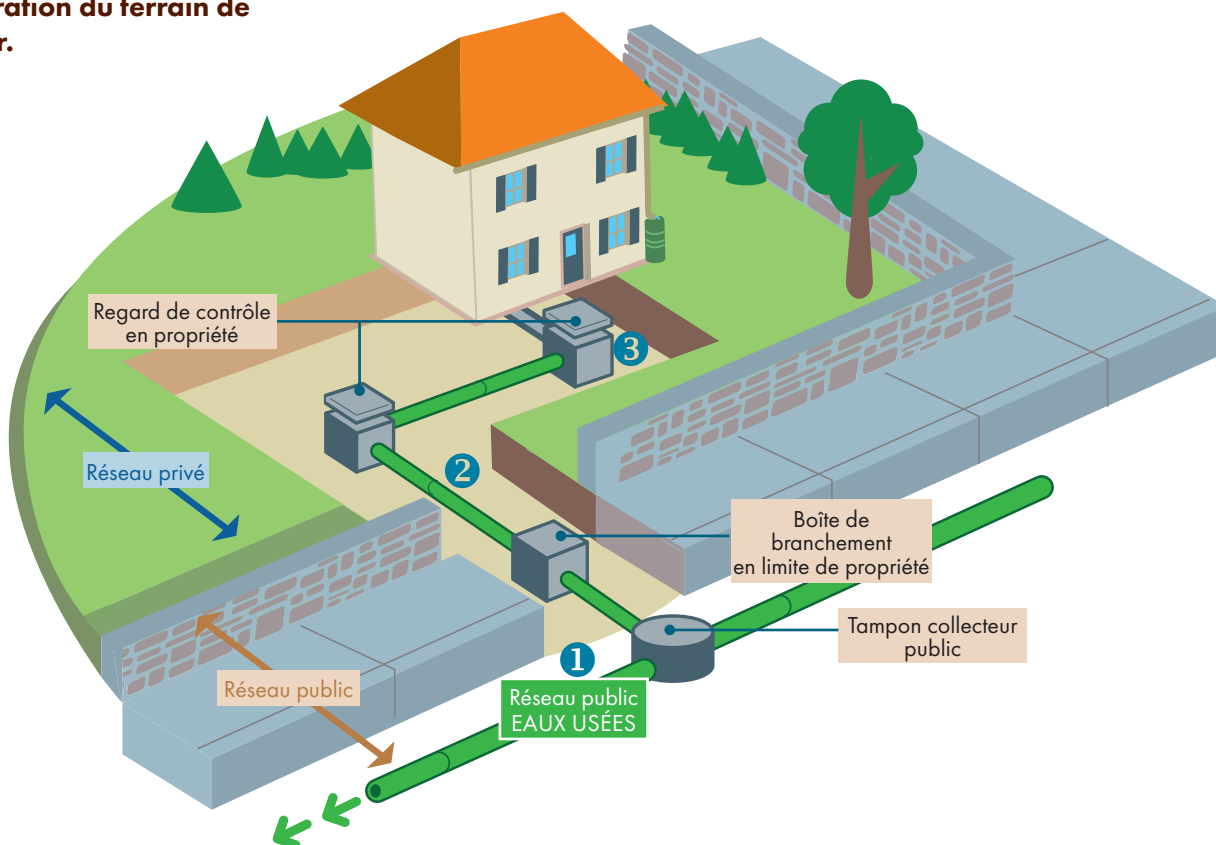 ration du terrain de
r.
Regard de contrôle
en propriété
3
Réseau privé
2
Boîte de
branchement
en limite de propriété
Tampon collecteur
public
1
Réseau public
Réseau public
EAUX USÉES